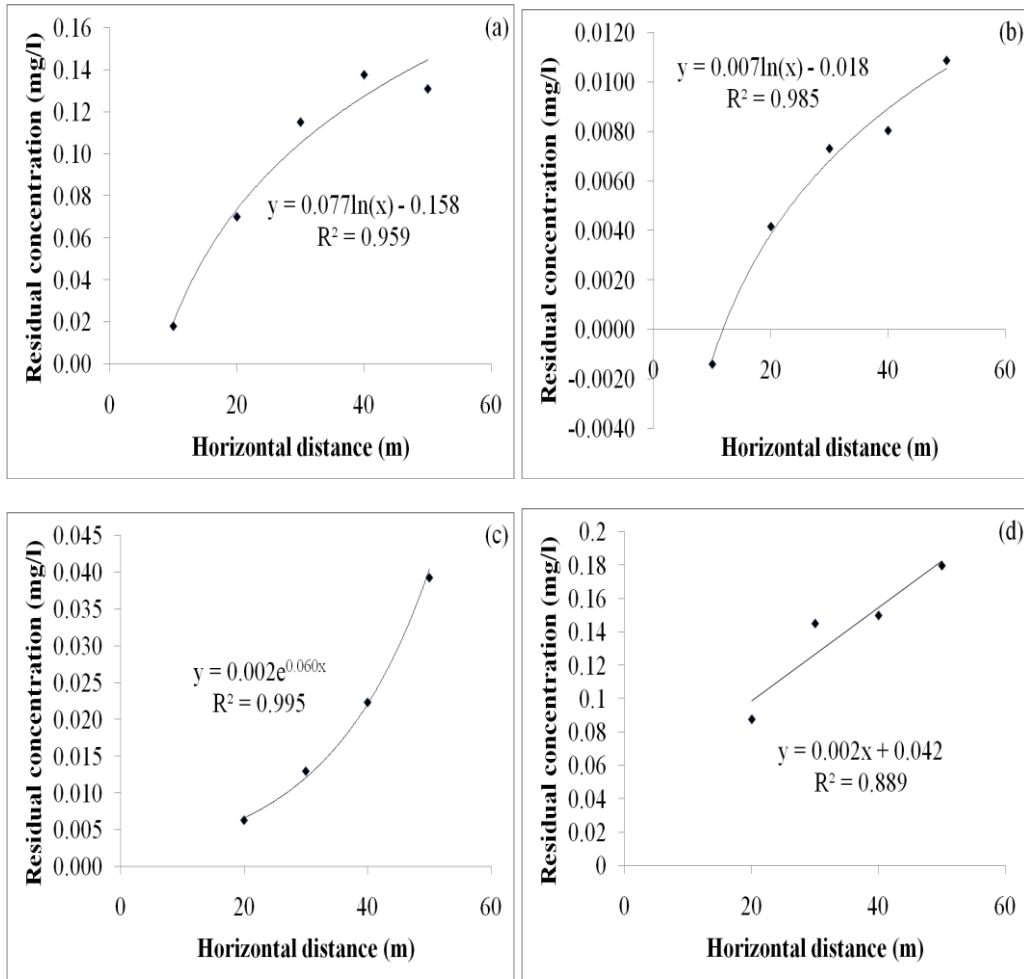 (a)
Residual concentration (mg/l)
0.16
0.14
0.12
0.10
0.08
0.06
0.04
0.02
0.00
y = 0.077ln(x) - 0.158
R² = 0.959
0 20 40 60
Horizontal distance (m)
(b)
Residual concentration (mg/l)
0.0120
0.0100
0.0080
0.0060
0.0040
0.0020
0.0000
-0.0020
-0.0040
y = 0.007ln(x) - 0.018
R² = 0.985
0 20 40 60
Horizontal distance (m)
(c)
Residual concentration (mg/l)
0.045
0.040
0.035
0.030
0.025
0.020
0.015
0.010
0.005
0.000
y = 0.002e^0.060x
R² = 0.995
0 20 40 60
Horizontal distance (m)
(d)
Residual concentration (mg/l)
0.2
0.18
0.16
0.14
0.12
0.1
0.08
0.06
0.04
0.02
0
y = 0.002x + 0.042
R² = 0.889
0 20 40 60
Horizontal distance (m)